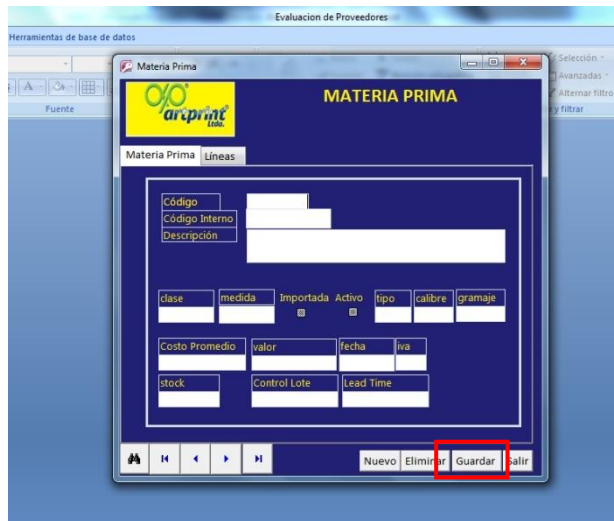 Evaluacion de Proveedores
Herramientas de base de datos
Selección
Avanzadas
Alternar filtro
Fuente
y filtrar
Materia Prima
artprint
Ltda.
MATERIA PRIMA
Materia Prima Líneas
Código
Código Interno
Descripción
clase medida Importada Activo tipo calibre gramaje
Costo Promedio valor fecha iva
stock Control Lote Lead Time
Nuevo Eliminar Guardar Salir